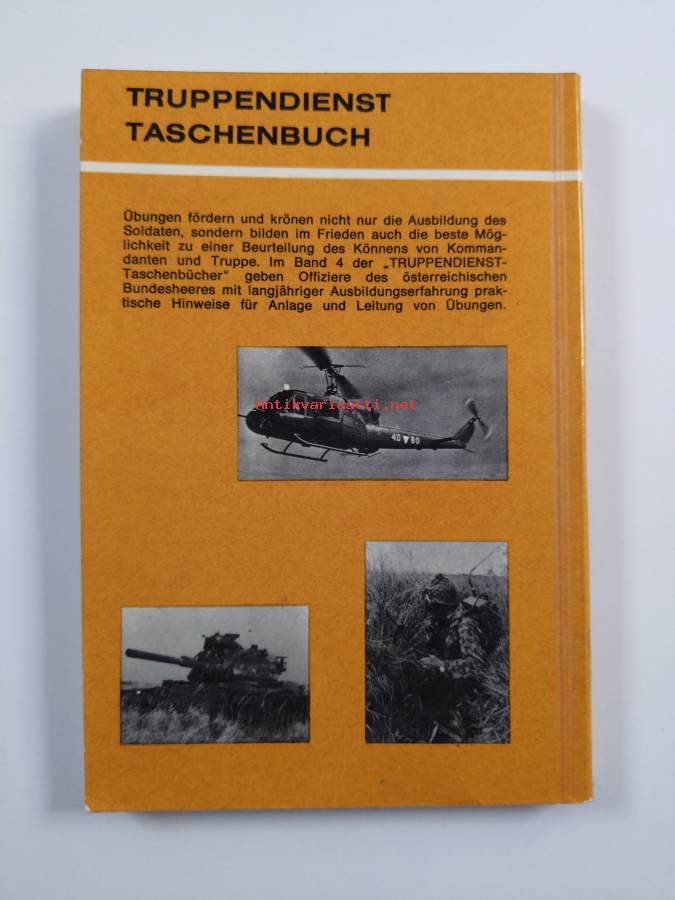 TRUPPENDIENST
TASCHENBUCH
Übungen fördern und krönen nicht nur die Ausbildung des
Soldaten, sondern bilden im Frieden auch die beste Mög-
lichkeit zu einer Beurteilung des Könnens von Komman-
danten und Truppe. Im Band 4 der „TRUPPENDIENST-
Taschenbücher" geben Offiziere des österreichischen
Bundesheeres mit langjähriger Ausbildungserfahrung prak-
tische Hinweise für Anlage und Leitung von Übungen.
Antikvariaatti.net
4D BO